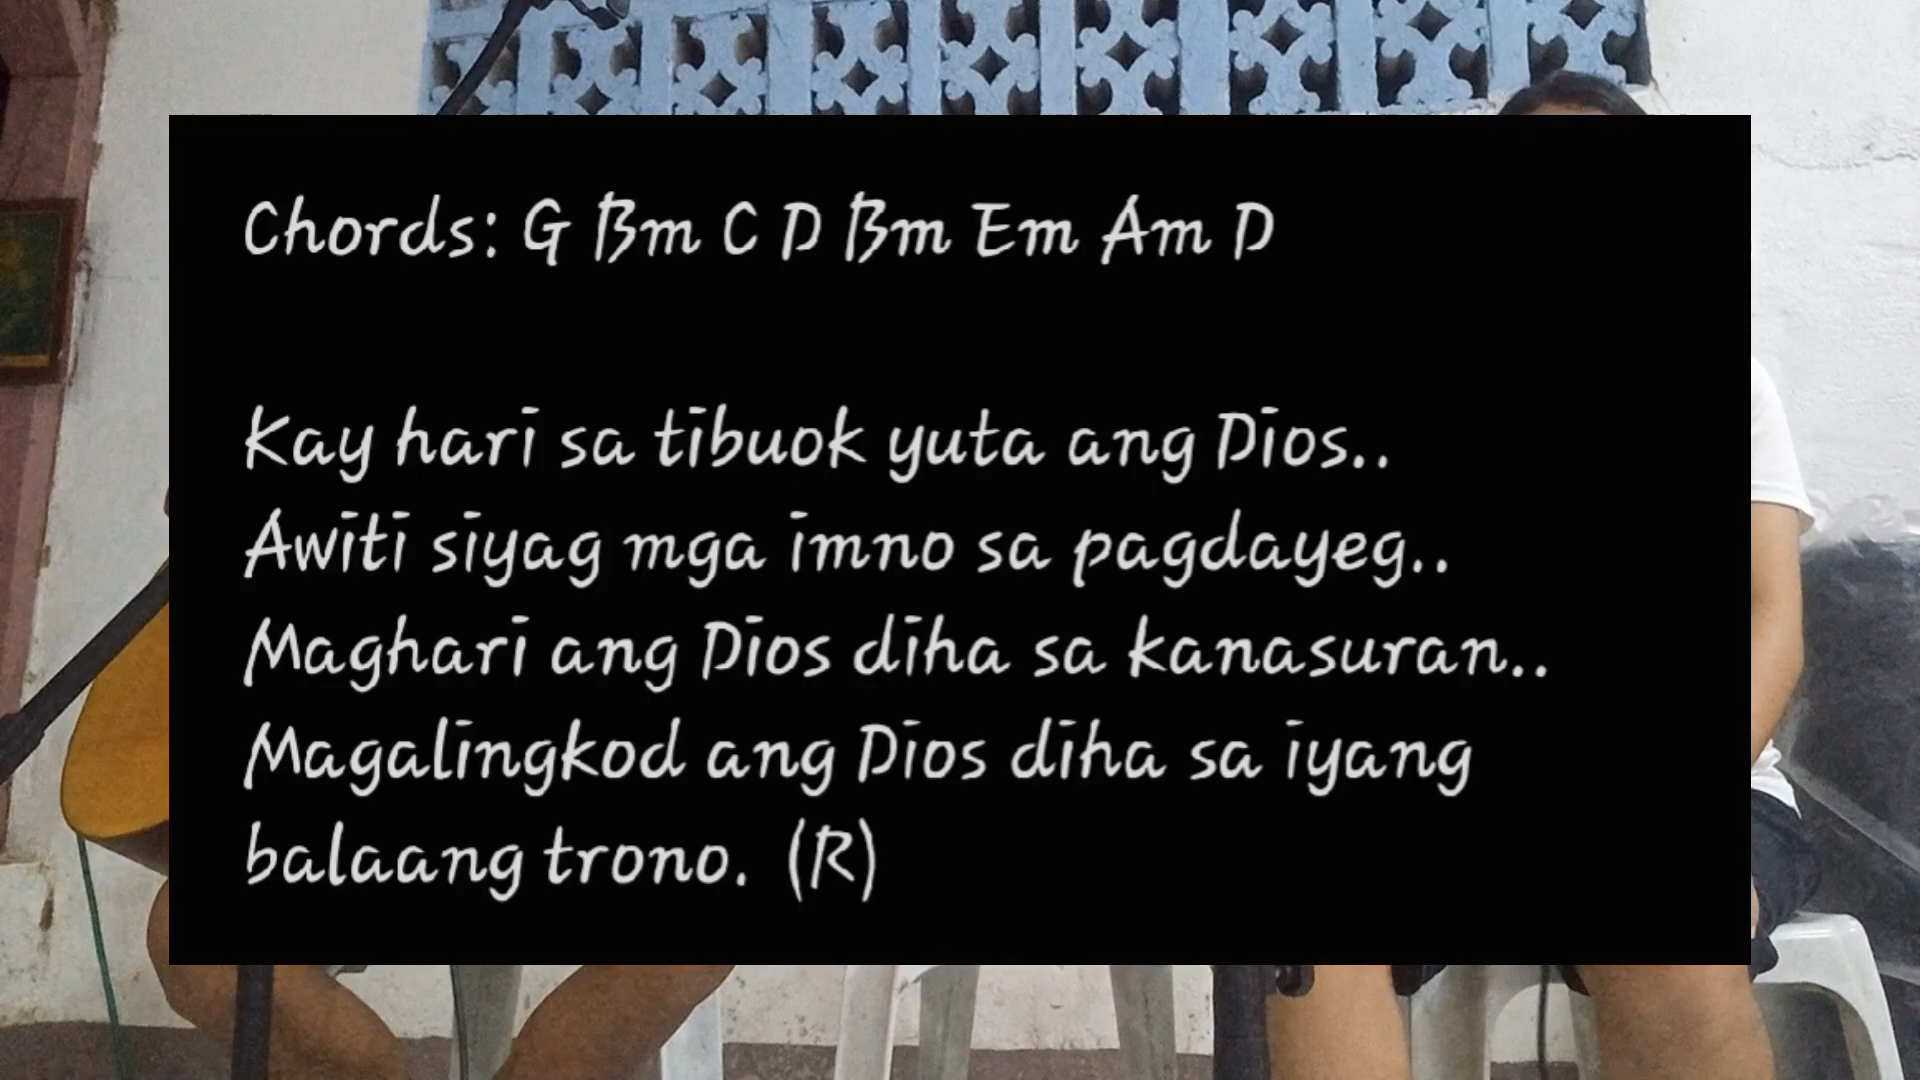 Chords: G Bm C D Bm Em Am D
Kay hari sa tibuok yuta ang Dios..
Awiti siyag mga imno sa pagdayeg..
Maghari ang Dios diha sa kanasuran..
Magalingkod ang Dios diha sa iyang
balaang trono. (R)